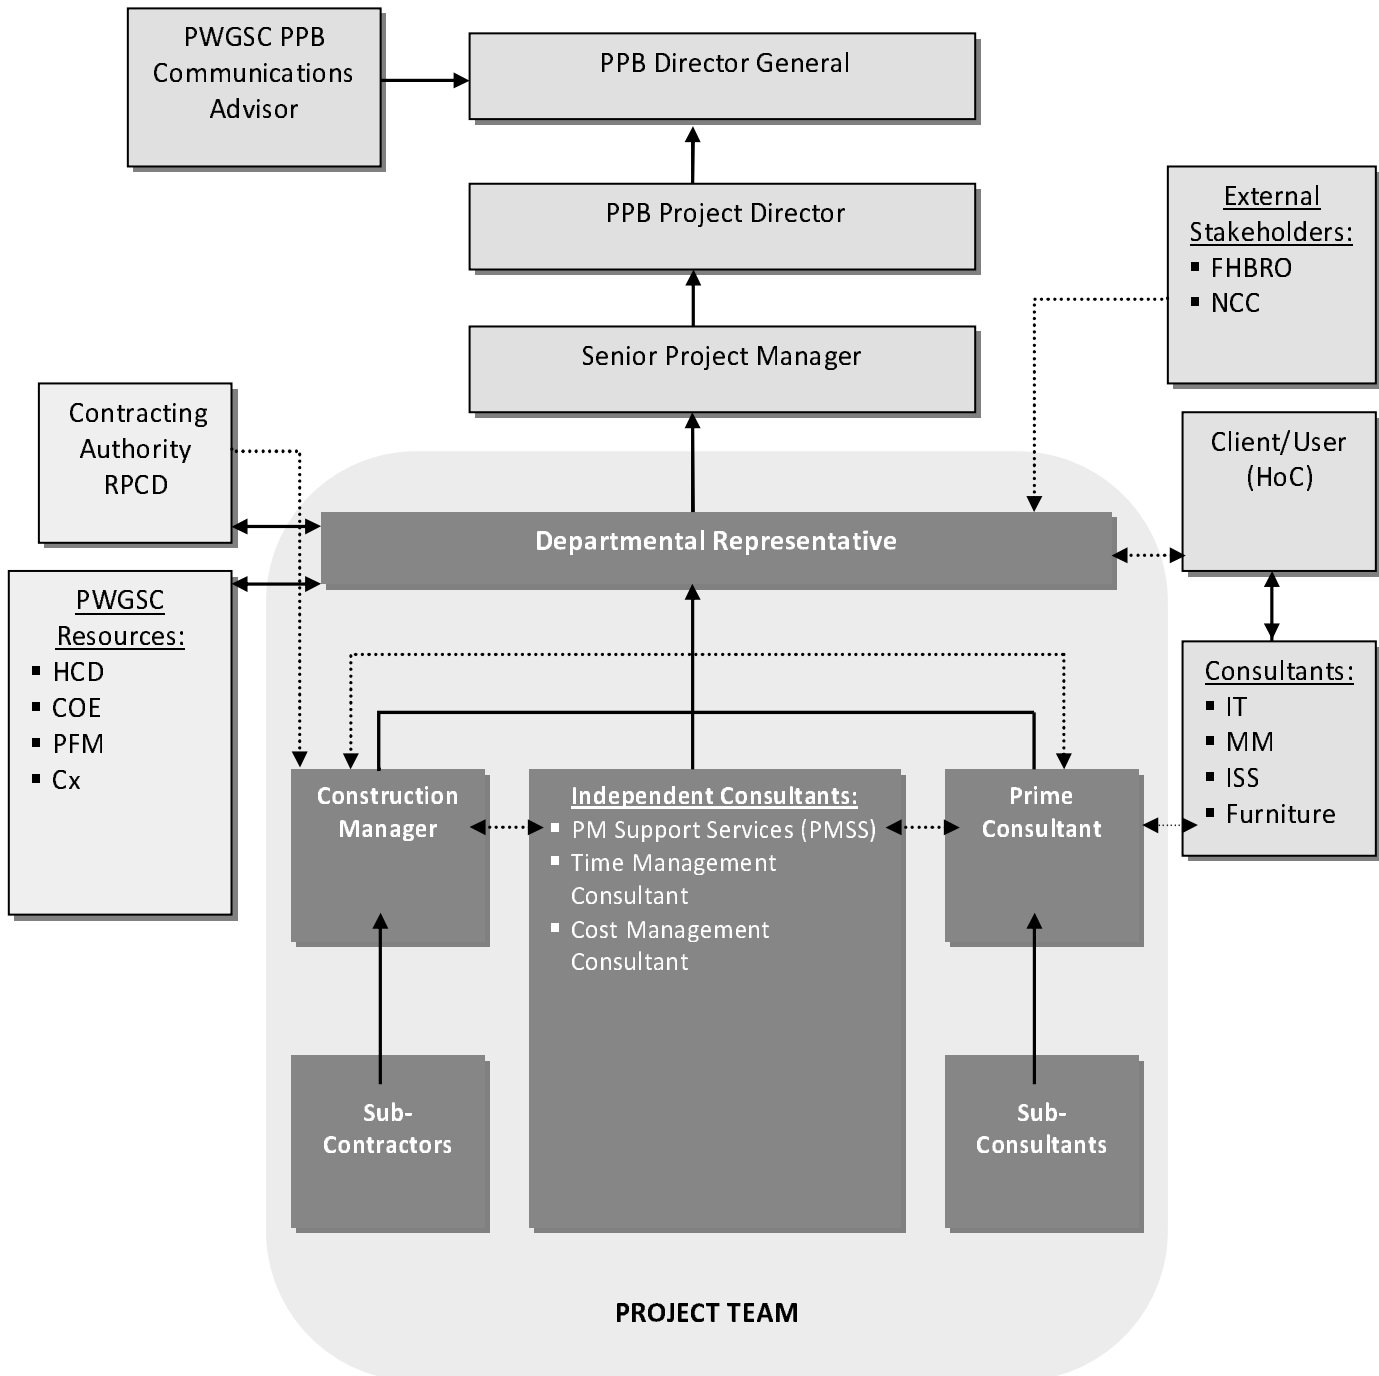 PWGSC PPB
Communications
Advisor
PPB Director General
PPB Project Director
External
Stakeholders:
▪ FHBRO
▪ NCC
Senior Project Manager
Contracting
Authority
RPCD
Client/User
(HoC)
Departmental Representative
PWGSC
Resources:
▪ HCD
▪ COE
▪ PFM
▪ Cx
Consultants:
▪ IT
▪ MM
▪ ISS
▪ Furniture
Construction
Manager
Independent Consultants:
▪ PM Support Services (PMSS)
▪ Time Management
Consultant
▪ Cost Management
Consultant
Prime
Consultant
Sub-
Contractors
Sub-
Consultants
PROJECT TEAM